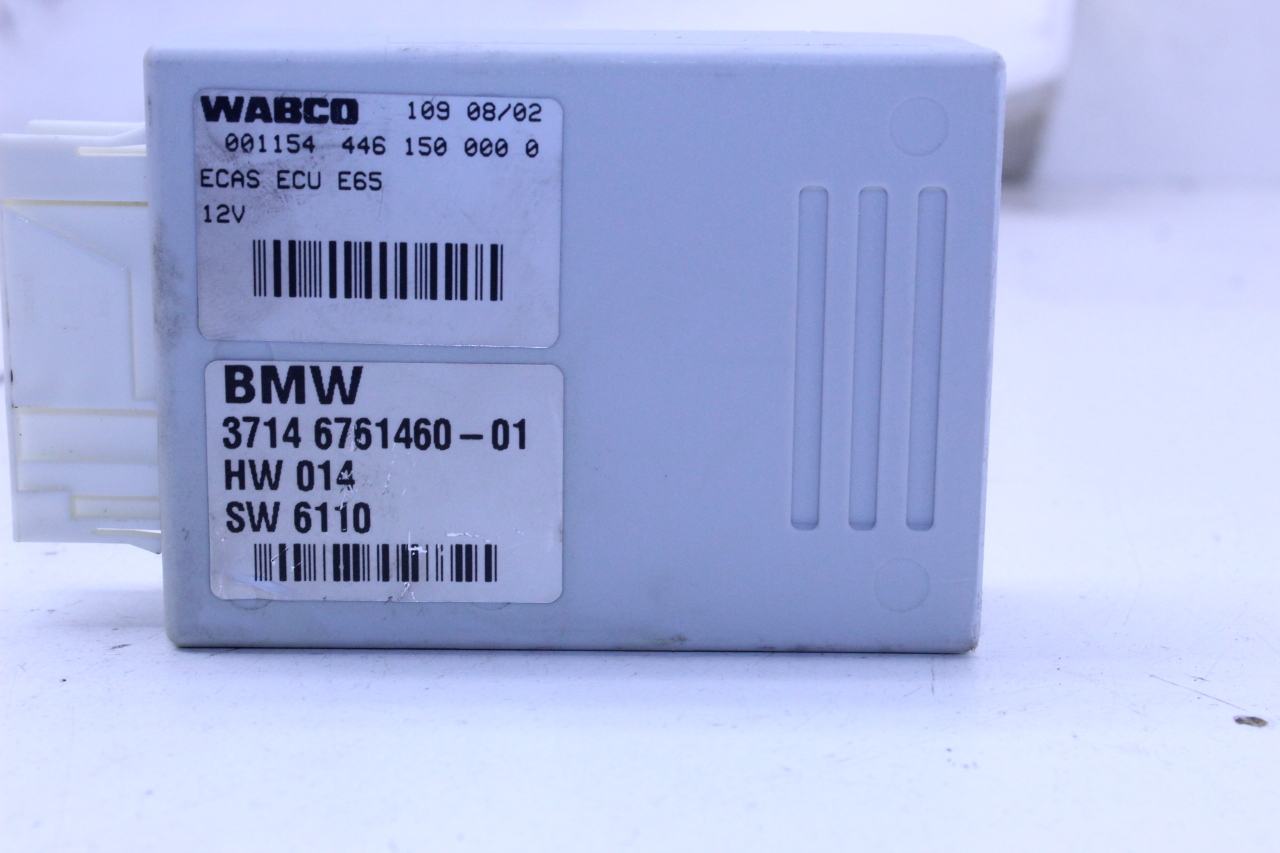 WABCO 109 08/02
001154 446 150 000 0
ECAS ECU E65
12V
BMW
3714 6761460-01
HW 014
SW 6110